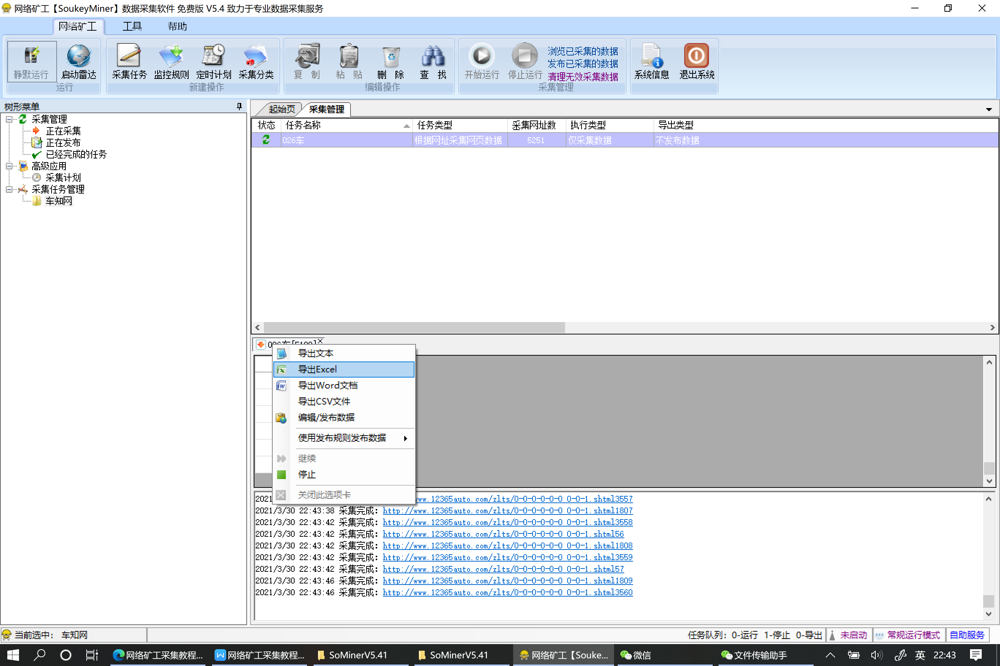 网络矿工【SoukeyMiner】数据采集软件 免费版 V5.4 致力于专业数据采集服务
网络矿工 工具 帮助
静默运行 启动雷达 采集任务 监控规则 定时计划 采集分类 复 制 粘 贴 删 除 查 找 开始运行 停止运行 系统信息 退出系统
浏览已采集的数据
发布已采集的数据
清理无效采集数据
运行 新建操作 编辑操作 采集管理
树形菜单
采集管理
正在采集
正在发布
已经完成的任务
高级应用
采集计划
采集任务管理
车知网
起始页 采集管理
状态 任务名称 任务类型 采集网址数 执行类型 导出类型
026车 根据网址采集网页数据 5251 仅采集数据 不发布数据
导出文本
导出Excel
导出Word文档
导出CSV文件
编辑/发布数据
使用发布规则发布数据
继续
停止
关闭此选项卡
2021 ww.12365auto.com/zlts/0-0-0-0-0-0_0-0-1.shtml3557
2021/3/30 22:43:38 采集完成：http://www.12365auto.com/zlts/0-0-0-0-0-0_0-0-1.shtml1807
2021/3/30 22:43:42 采集完成：http://www.12365auto.com/zlts/0-0-0-0-0-0_0-0-1.shtml3558
2021/3/30 22:43:42 采集完成：http://www.12365auto.com/zlts/0-0-0-0-0-0_0-0-1.shtml56
2021/3/30 22:43:42 采集完成：http://www.12365auto.com/zlts/0-0-0-0-0-0_0-0-1.shtml1808
2021/3/30 22:43:42 采集完成：http://www.12365auto.com/zlts/0-0-0-0-0-0_0-0-1.shtml3559
2021/3/30 22:43:42 采集完成：http://www.12365auto.com/zlts/0-0-0-0-0-0_0-0-1.shtml57
2021/3/30 22:43:46 采集完成：http://www.12365auto.com/zlts/0-0-0-0-0-0_0-0-1.shtml1809
2021/3/30 22:43:46 采集完成：http://www.12365auto.com/zlts/0-0-0-0-0-0_0-0-1.shtml3560
当前选中： 车知网 任务队列：0-运行 1-停止 0-导出 未启动 常规运行模式 自助服务
网络矿工采集教程... 网络矿工采集教程... SoMinerV5.41 SoMinerV5.41 网络矿工【Souke... 微信 文件传输助手 英 22:43